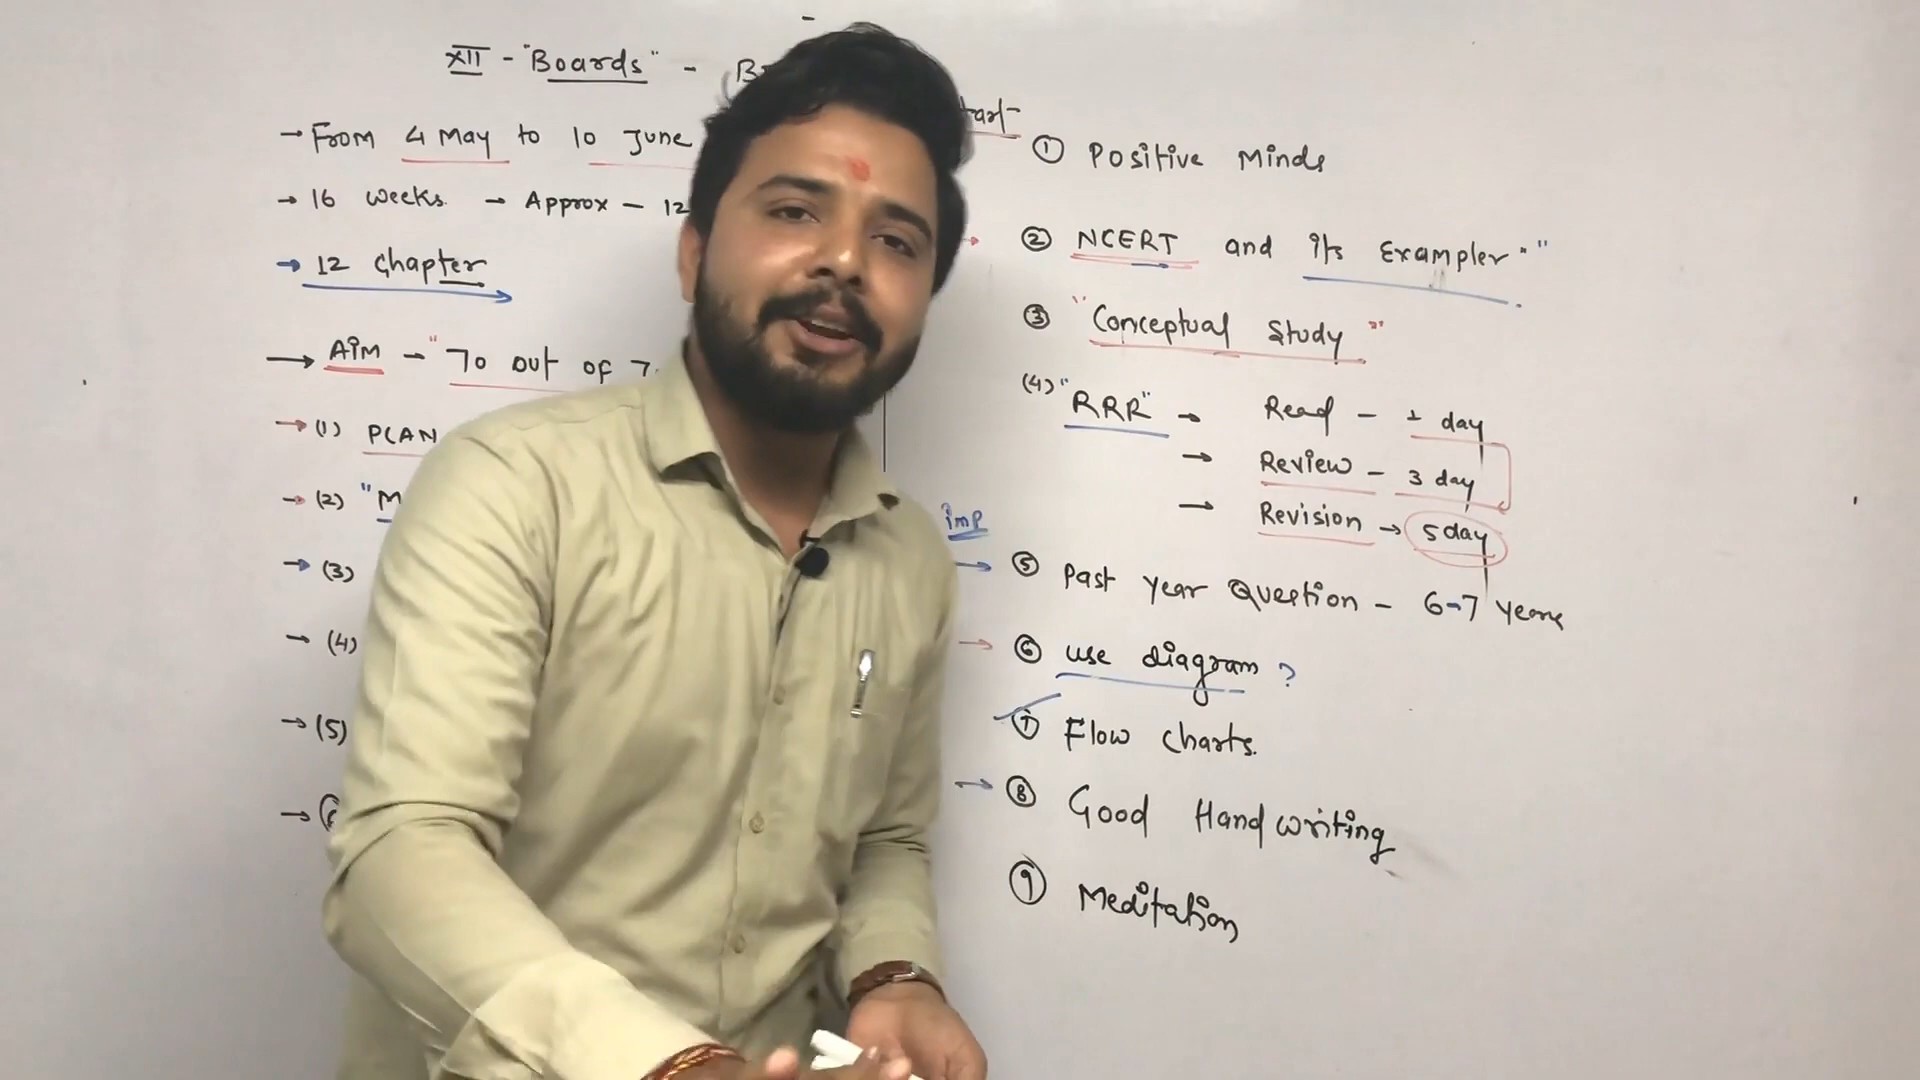 XII - "Boards" -
→ From 4 May to 10 June
→ 16 weeks. → Approx - 12
→ 12 Chapter
→ AIM - "70 out of 7
→ (1) PLAN
→ (2) "M
→ (3)
→ (4)
→ (5)
→
① Positive Minds
→ ② NCERT and its Exampler ""
③ "Conceptual Study"
(4) "RRR" → Read - 1 day
→ Review - 3 day
→ Revision → 5 day
imp
→ ⑤ Past Year Question - 6-7 years
→ ⑥ use diagram ?
⑦ Flow charts.
→ ⑧ Good Handwriting
⑨ Meditation